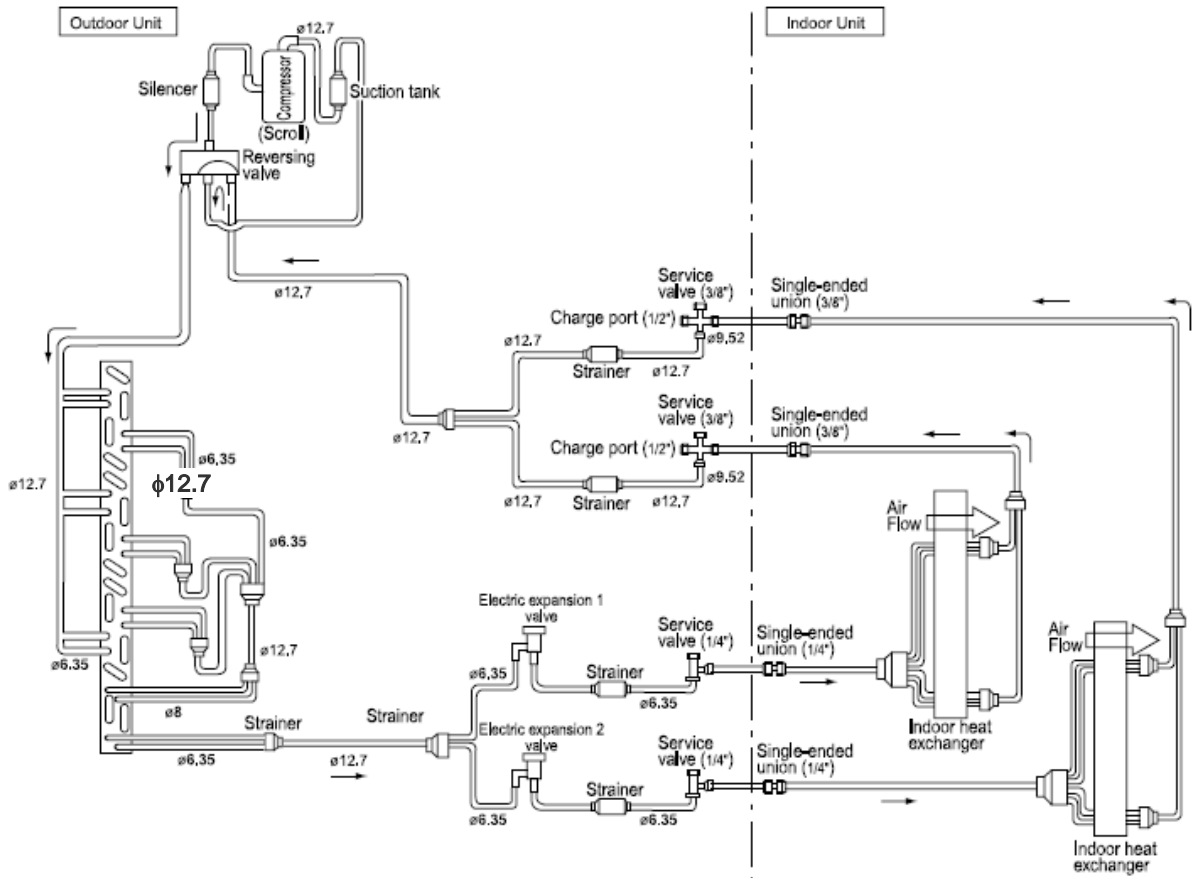 Outdoor Unit
Indoor Unit
ø12.7
Silencer
Compressor
(Scroll)
Suction tank
Reversing
valve
ø12.7
Service
valve (3/8")
Single-ended
union (3/8")
Charge port (1/2")
ø12.7
ø9.52
Strainer
ø12.7
Service
valve (3/8")
Single-ended
union (3/8")
ø12.7
Charge port (1/2")
ø9.52
ø12.7
Strainer
ø12.7
ø6.35
ø12.7
ϕ12.7
ø6.35
Air
Flow
Electric expansion 1
valve
Service
valve (1/4")
Single-ended
union (1/4")
Air
Flow
ø6.35
ø12.7
ø6.35
Strainer
ø6.35
ø8
Strainer
Strainer
Electric expansion 2
valve
Service
valve (1/4")
Single-ended
union (1/4")
Indoor heat
exchanger
ø6.35
ø12.7
ø6.35
Strainer
ø6.35
Indoor heat
exchanger